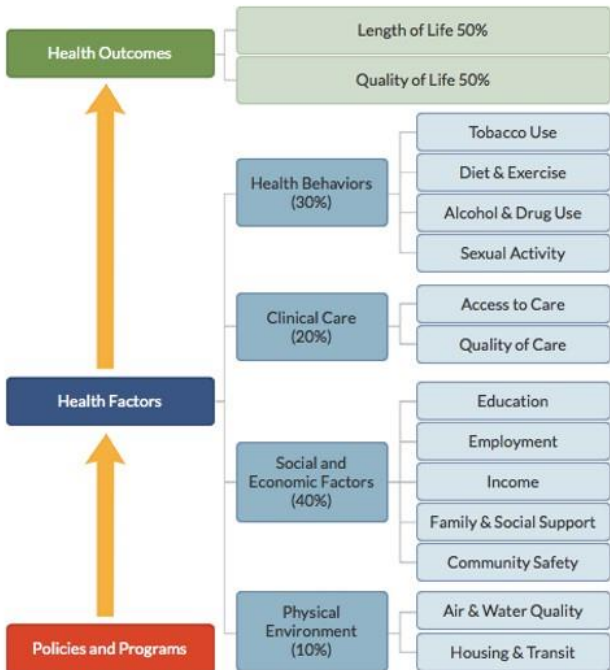 Health Outcomes
Length of Life 50%
Quality of Life 50%
Health Behaviors
(30%)
Tobacco Use
Diet & Exercise
Alcohol & Drug Use
Sexual Activity
Clinical Care
(20%)
Access to Care
Quality of Care
Health Factors
Social and
Economic Factors
(40%)
Education
Employment
Income
Family & Social Support
Community Safety
Physical
Environment
(10%)
Air & Water Quality
Housing & Transit
Policies and Programs